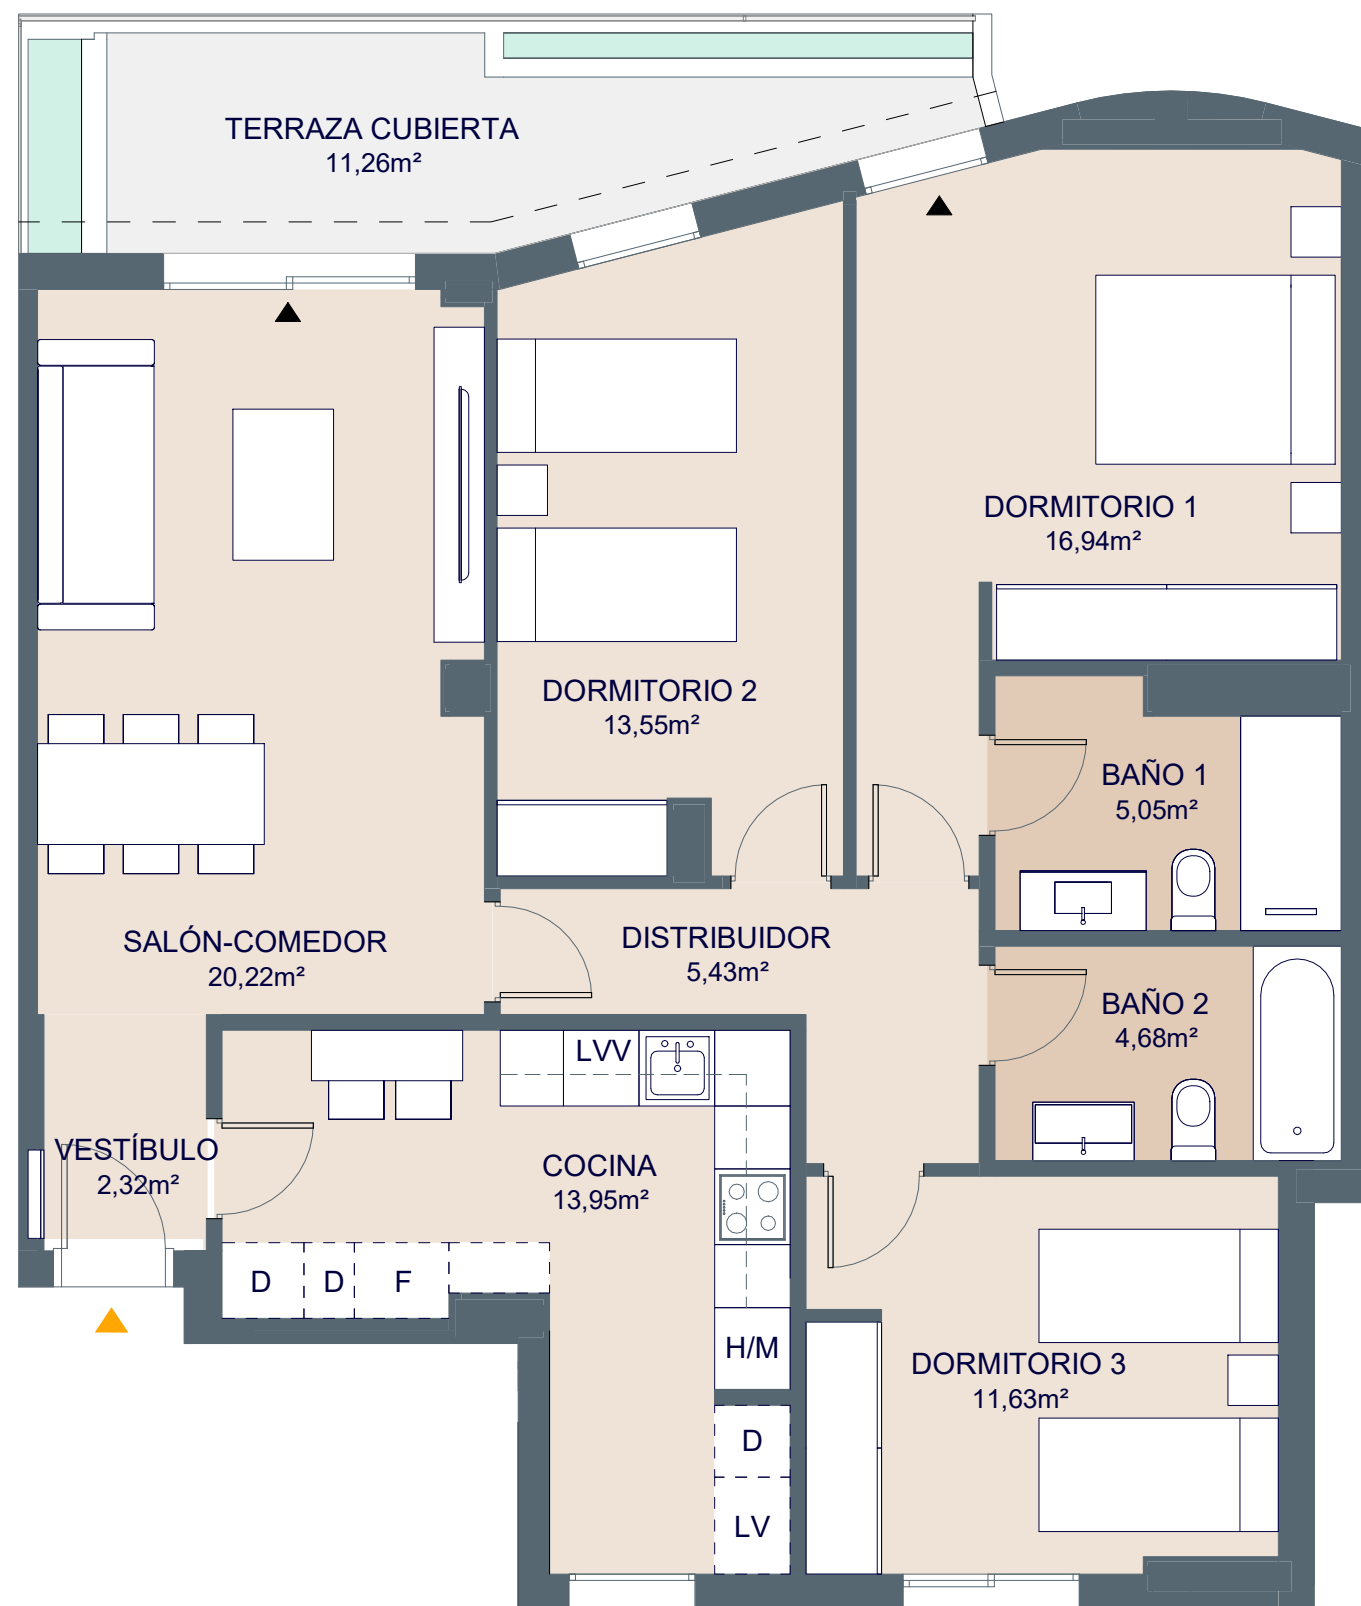 TERRAZA CUBIERTA
11,26m²
DORMITORIO 1
16,94m²
DORMITORIO 2
13,55m²
BAÑO 1
5,05m²
SALÓN-COMEDOR
20,22m²
DISTRIBUIDOR
5,43m²
BAÑO 2
4,68m²
LVV
VESTÍBULO
2,32m²
COCINA
13,95m²
D
D
F
H/M
DORMITORIO 3
11,63m²
D
LV